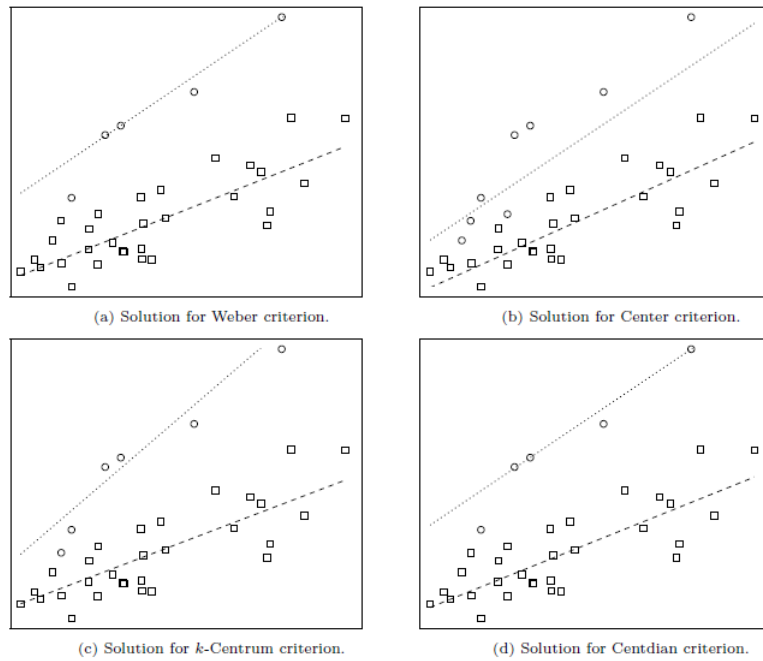 (a) Solution for Weber criterion.
(b) Solution for Center criterion.
(c) Solution for k-Centrum criterion.
(d) Solution for Centdian criterion.